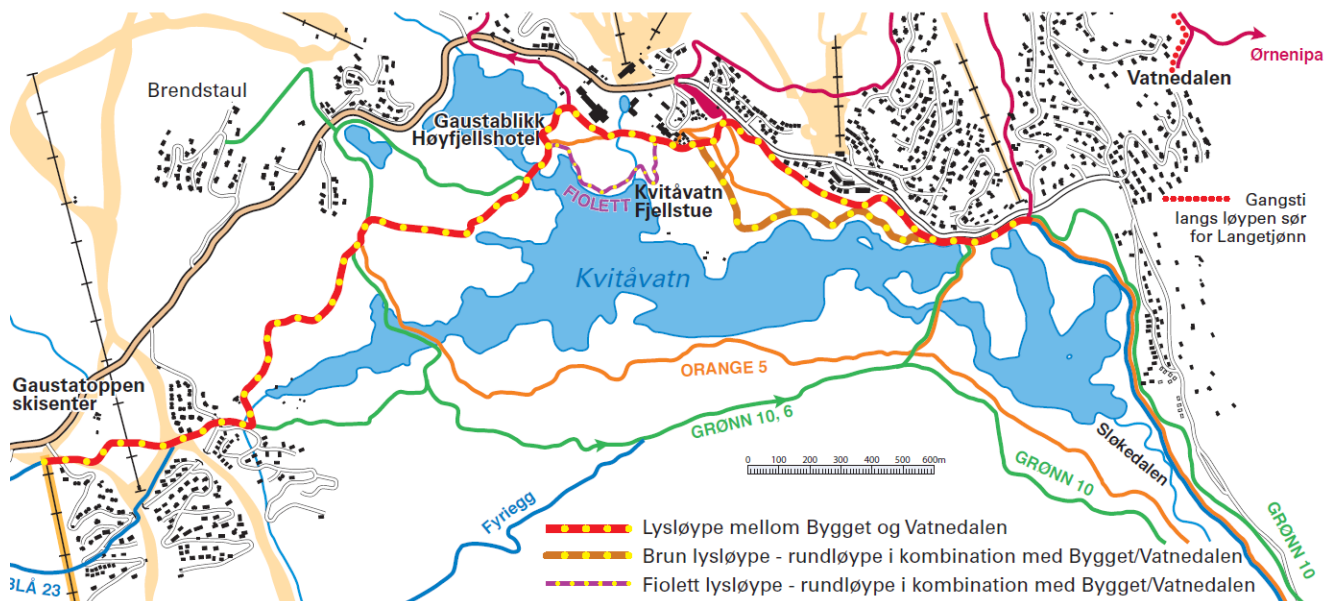 Ørnenipa
Vatnedalen
Brendstaul
Gaustablikk
Høyfjellshotel
FIOLETT
Kvitåvatn
Fjellstue
Gangsti
langs løypen sør
for Langetjønn
Kvitåvatn
Gaustatoppen
skisenter
ORANGE 5
GRØNN 10, 6
Sløkedalen
0 100 200 300 400 500 600m
GRØNN 10
GRØNN 10
Fyriegg
BLÅ 23
Lysløype mellom Bygget og Vatnedalen
Brun lysløype - rundløype i kombination med Bygget/Vatnedalen
Fiolett lysløype - rundløype i kombination med Bygget/Vatnedalen